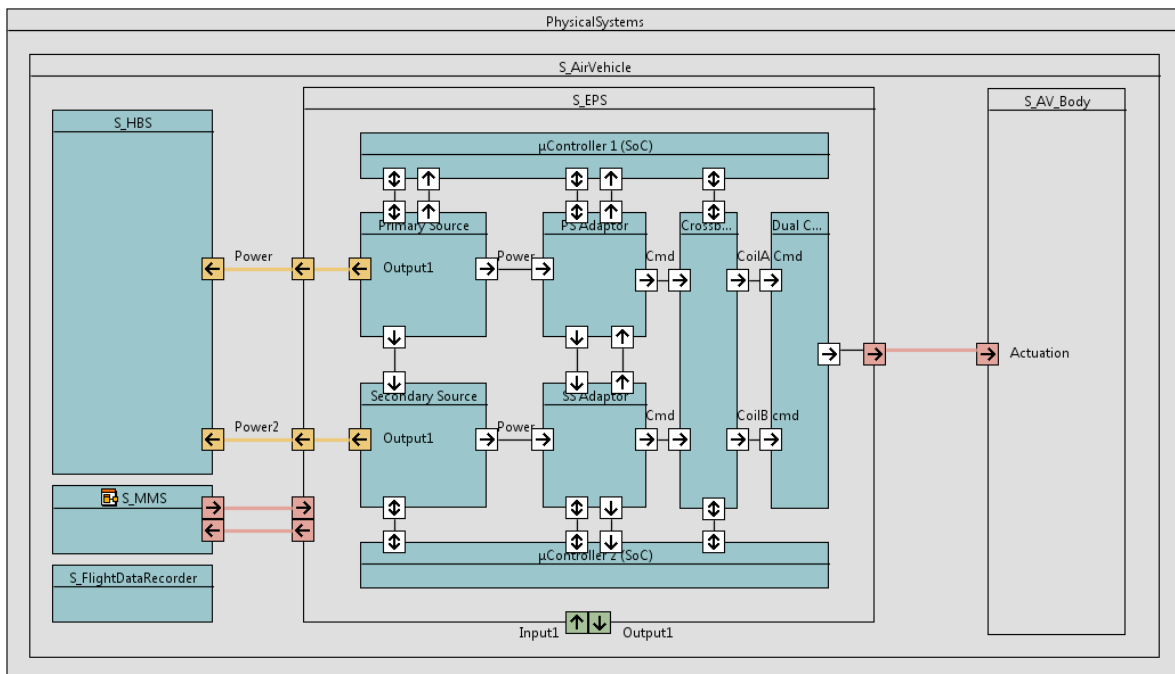 PhysicalSystems
S_AirVehicle
S_EPS
S_AV_Body
S_HBS
µController 1 (SoC)
Primary Source
PS Adaptor
Crossb...
Dual C...
Power
Output1
Power
Cmd
CoilA Cmd
Actuation
Secondary Source
SS Adaptor
Power2
Output1
Power
Cmd
CoilB cmd
S_MMS
µController 2 (SoC)
S_FlightDataRecorder
Input1
Output1